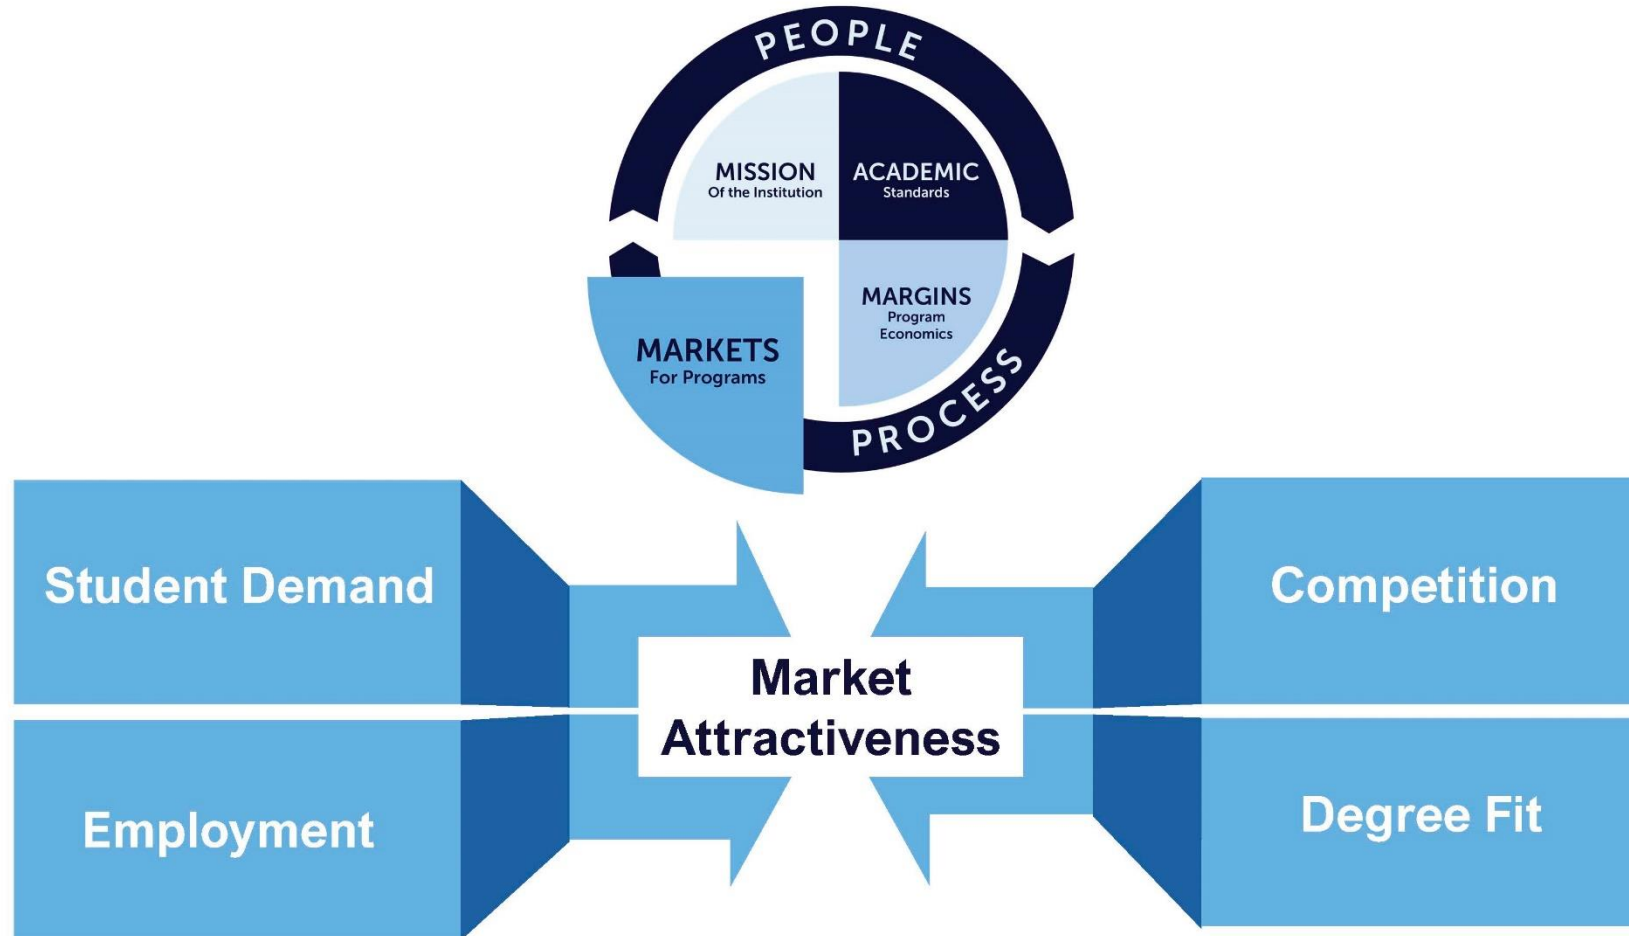 PEOPLE
MISSION
Of the Institution
ACADEMIC
Standards
MARGINS
Program
Economics
MARKETS
For Programs
PROCESS
Student Demand
Competition
Market
Attractiveness
Employment
Degree Fit